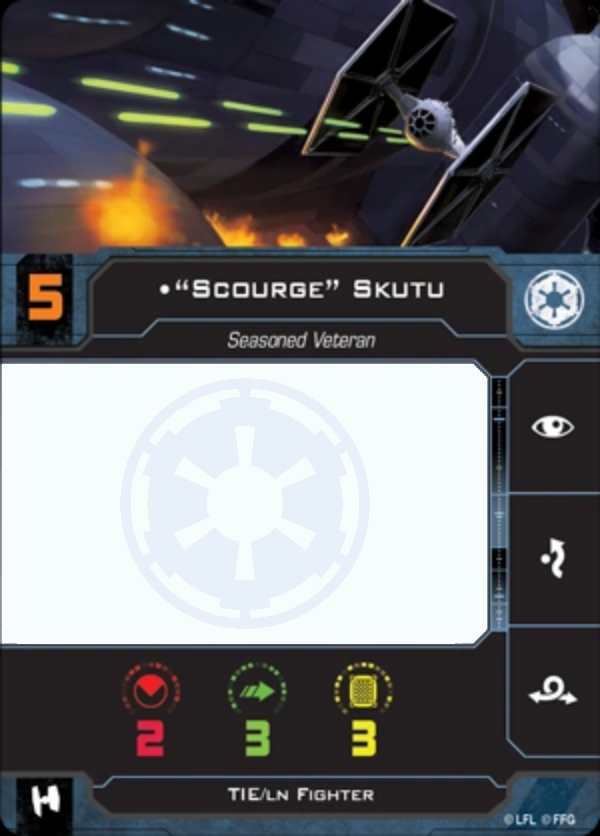 5
•“Scourge” Skutu
Seasoned Veteran
2 3 3
TIE/ln Fighter
©LFL ©FFG